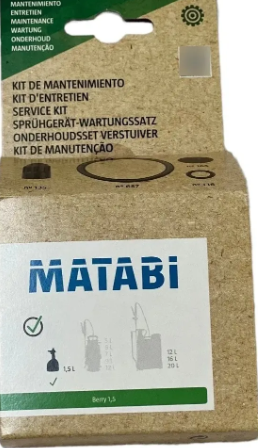 MANTENIMIENTO
ENTRETIEN
MAINTENANCE
WARTUNG
ONDERHOUD
MANUTENÇÃO
KIT DE MANTENIMIENTO
KIT D'ENTRETIEN
SERVICE KIT
SPRÜHGERÄT-WARTUNGSSATZ
ONDERHOUDSSET VERSTUIVER
KIT DE MANUTENÇÃO
MATABi
1,5 L
12 L
16 L
20 L
Berry 1,5